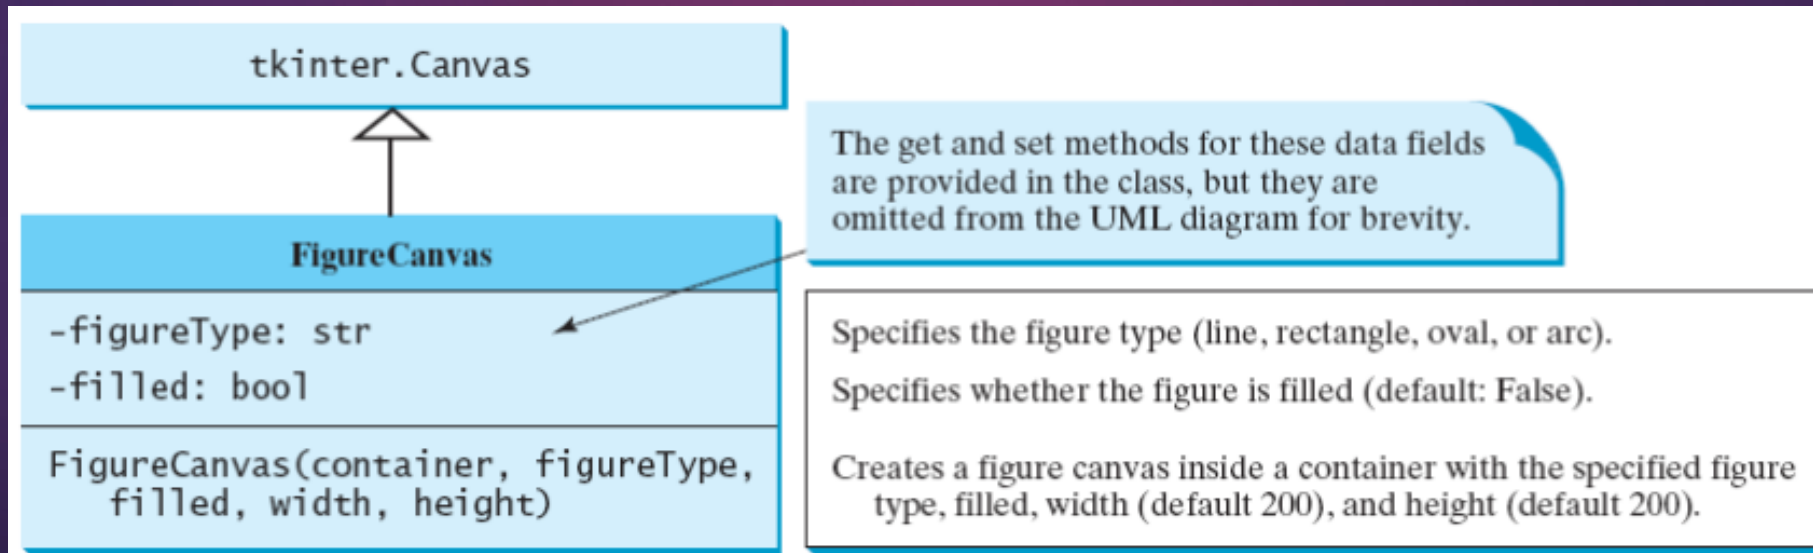 tkinter.Canvas
The get and set methods for these data fields
are provided in the class, but they are
omitted from the UML diagram for brevity.
FigureCanvas
-figureType: str
Specifies the figure type (line, rectangle, oval, or arc).
-filled: bool
Specifies whether the figure is filled (default: False).
FigureCanvas(container, figureType,
filled, width, height)
Creates a figure canvas inside a container with the specified figure
type, filled, width (default 200), and height (default 200).